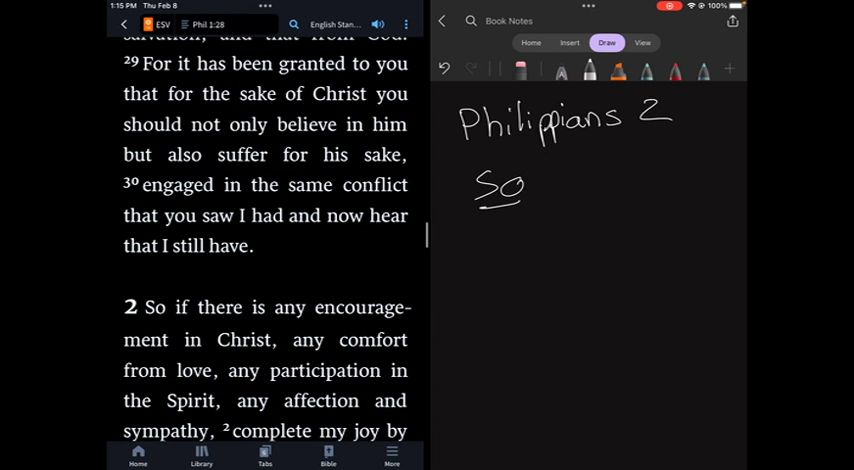 1:15 PM Thu Feb 8
ESV
Phil 1:28
English Stan...
salvation, and that from God.
29 For it has been granted to you
that for the sake of Christ you
should not only believe in him
but also suffer for his sake,
30 engaged in the same conflict
that you saw I had and now hear
that I still have.
2 So if there is any encourage-
ment in Christ, any comfort
from love, any participation in
the Spirit, any affection and
sympathy, 2 complete my joy by
Home
Library
Tabs
Bible
More
100%
Book Notes
Home
Insert
Draw
View
A
Philippians 2
So